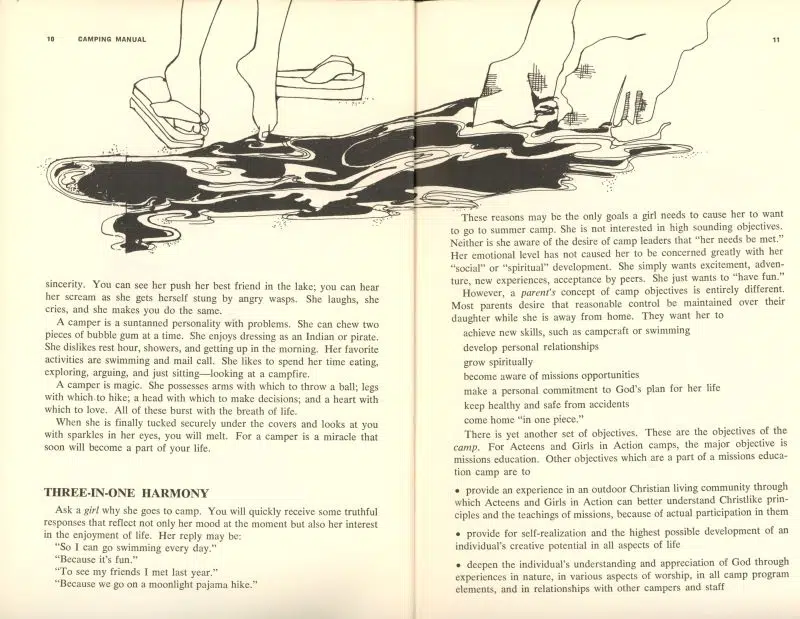 10 CAMPING MANUAL
sincerity. You can see her push her best friend in the lake; you can hear
her scream as she gets herself stung by angry wasps. She laughs, she
cries, and she makes you do the same.
A camper is a suntanned personality with problems. She can chew two
pieces of bubble gum at a time. She enjoys dressing as an Indian or pirate.
She dislikes rest hour, showers, and getting up in the morning. Her favorite
activities are swimming and mail call. She likes to spend her time eating,
exploring, arguing, and just sitting—looking at a campfire.
A camper is magic. She possesses arms with which to throw a ball; legs
with which to hike; a head with which to make decisions; and a heart with
which to love. All of these burst with the breath of life.
When she is finally tucked securely under the covers and looks at you
with sparkles in her eyes, you will melt. For a camper is a miracle that
soon will become a part of your life.
THREE-IN-ONE HARMONY
Ask a girl why she goes to camp. You will quickly receive some truthful
responses that reflect not only her mood at the moment but also her interest
in the enjoyment of life. Her reply may be:
"So I can go swimming every day."
"Because it's fun."
"To see my friends I met last year."
"Because we go on a moonlight pajama hike."
11
These reasons may be the only goals a girl needs to cause her to want
to go to summer camp. She is not interested in high sounding objectives.
Neither is she aware of the desire of camp leaders that "her needs be met."
Her emotional level has not caused her to be concerned greatly with her
"social" or "spiritual" development. She simply wants excitement, adven-
ture, new experiences, acceptance by peers. She just wants to "have fun."
However, a parent's concept of camp objectives is entirely different.
Most parents desire that reasonable control be maintained over their
daughter while she is away from home. They want her to
achieve new skills, such as campcraft or swimming
develop personal relationships
grow spiritually
become aware of missions opportunities
make a personal commitment to God's plan for her life
keep healthy and safe from accidents
come home "in one piece."
There is yet another set of objectives. These are the objectives of the
camp. For Acteens and Girls in Action camps, the major objective is
missions education. Other objectives which are a part of a missions educa-
tion camp are to
• provide an experience in an outdoor Christian living community through
which Acteens and Girls in Action can better understand Christlike prin-
ciples and the teachings of missions, because of actual participation in them
• provide for self-realization and the highest possible development of an
individual's creative potential in all aspects of life
• deepen the individual's understanding and appreciation of God through
experiences in nature, in various aspects of worship, in all camp program
elements, and in relationships with other campers and staff